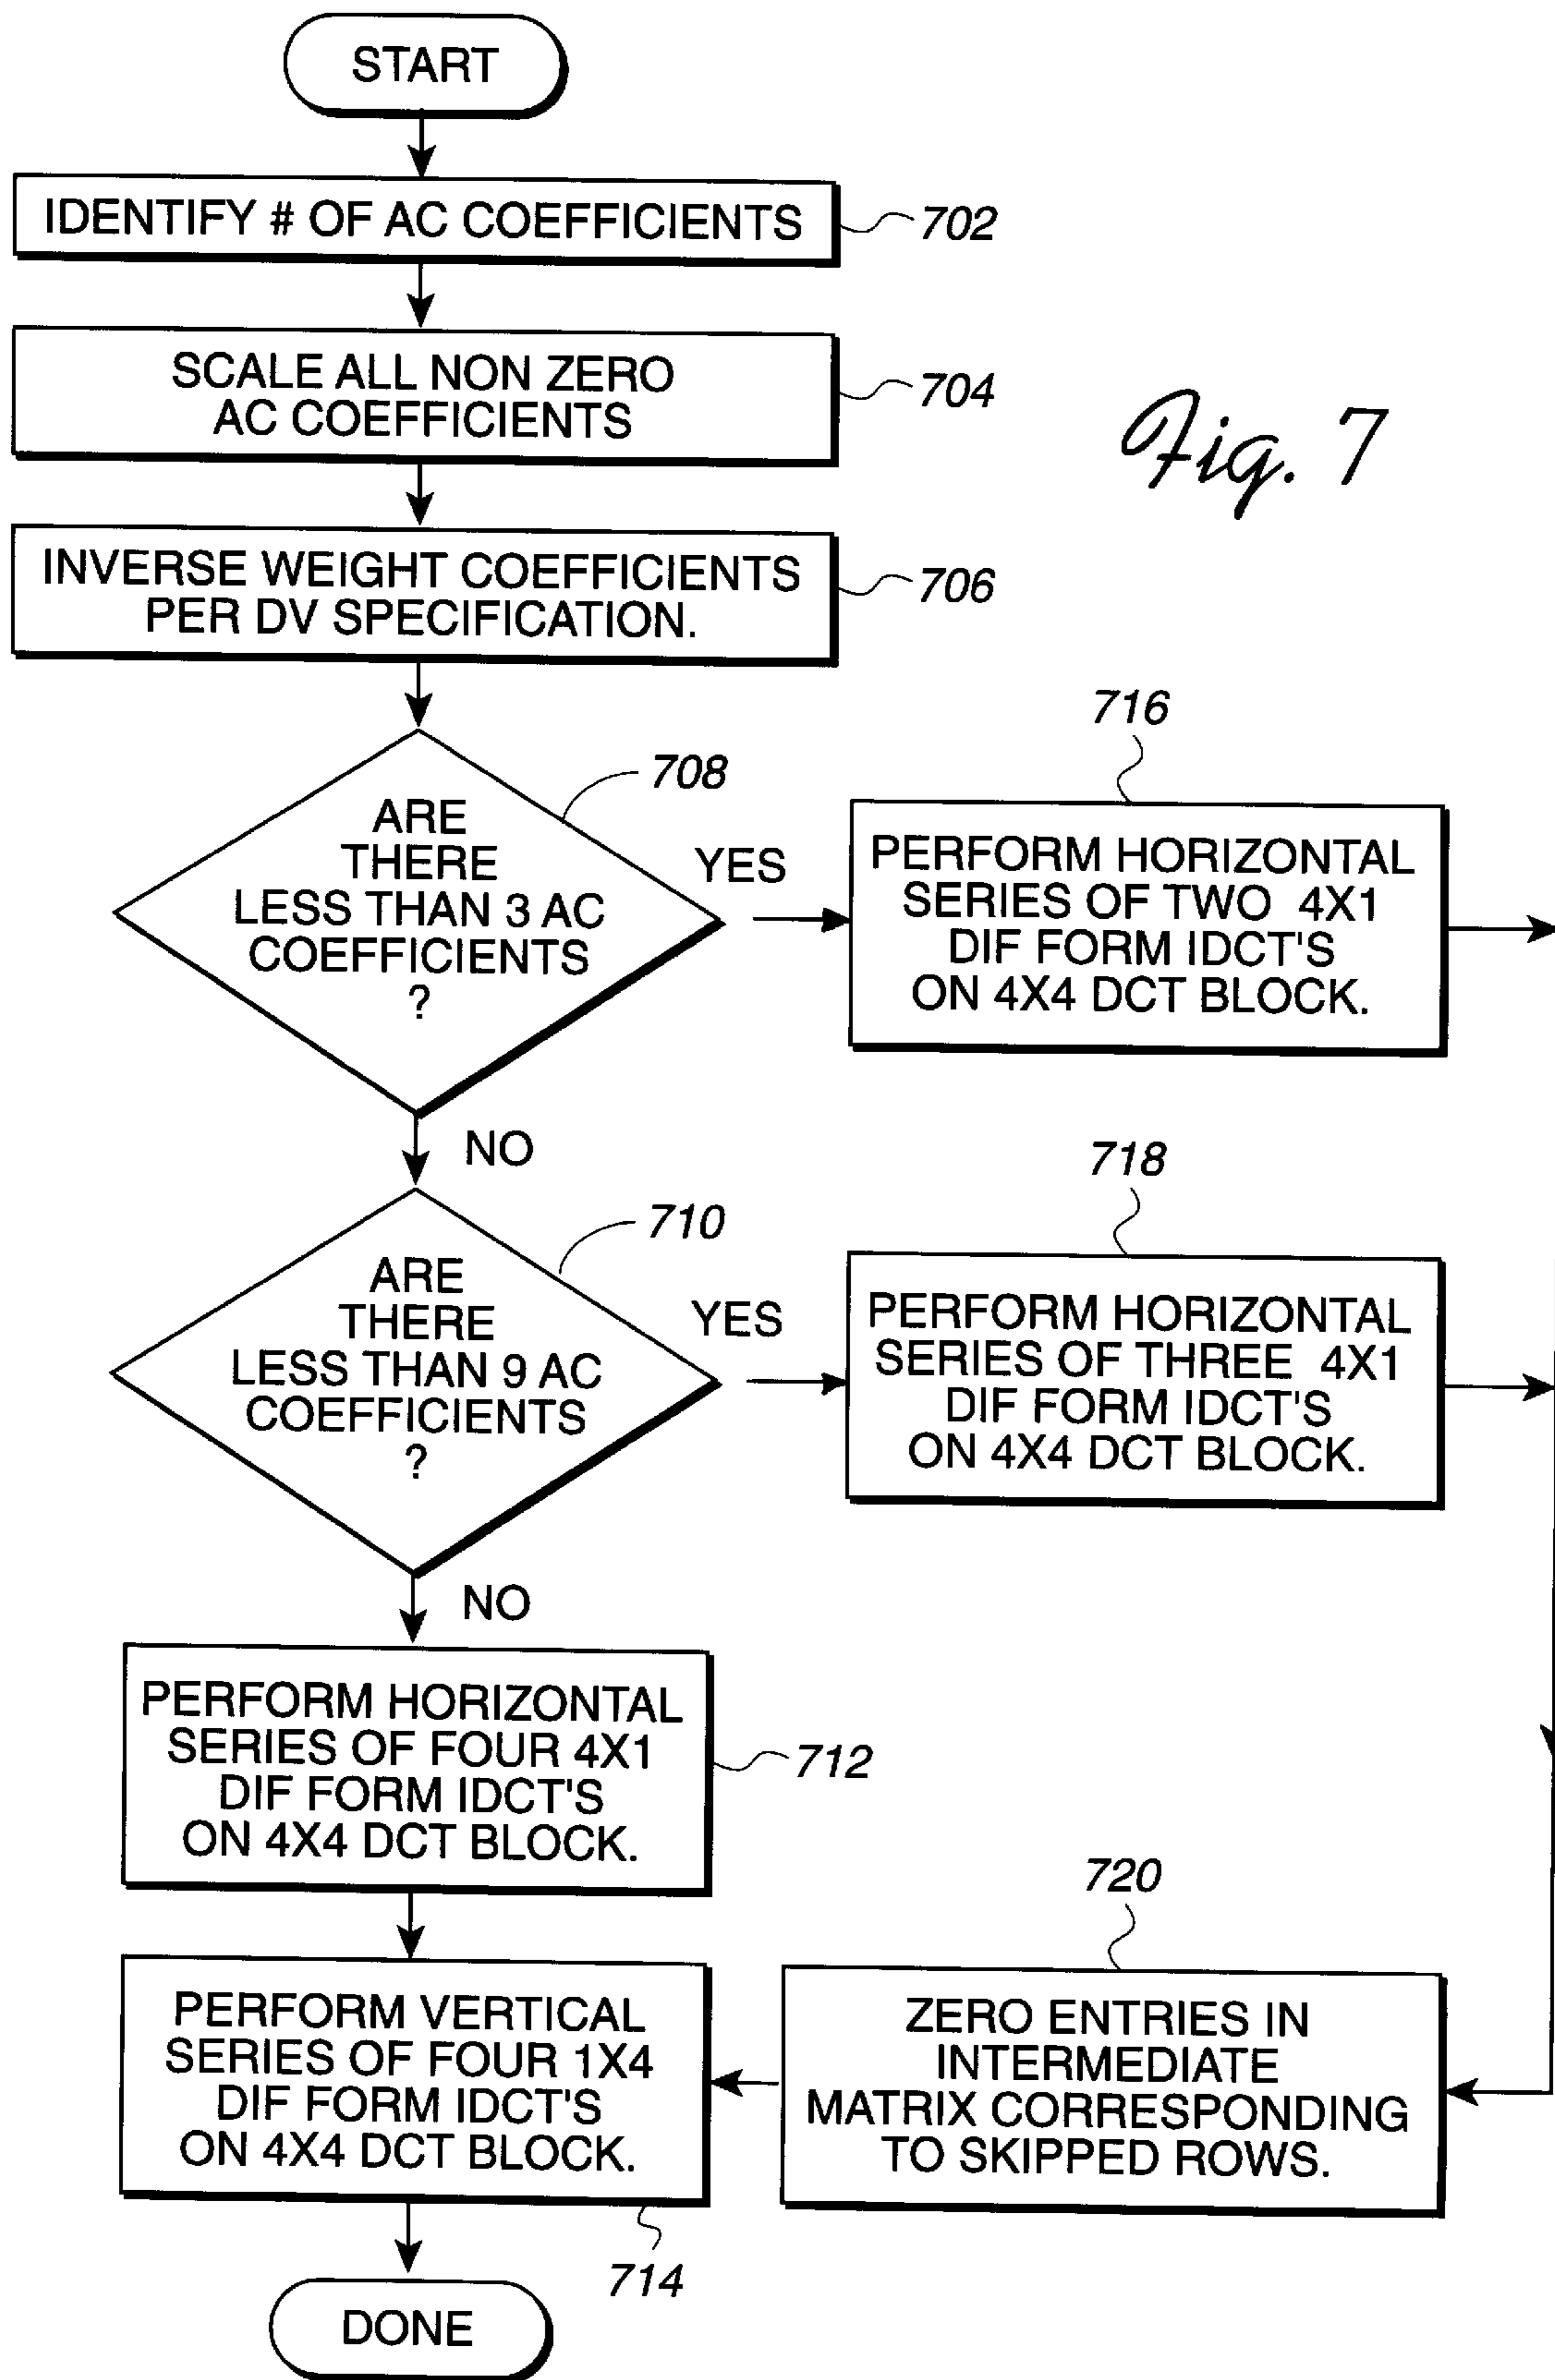 START
IDENTIFY # OF AC COEFFICIENTS
702
SCALE ALL NON ZERO
AC COEFFICIENTS
704
Fig. 7
INVERSE WEIGHT COEFFICIENTS
PER DV SPECIFICATION.
706
708
ARE
THERE
LESS THAN 3 AC
COEFFICIENTS
?
YES
716
PERFORM HORIZONTAL
SERIES OF TWO 4X1
DIF FORM IDCT'S
ON 4X4 DCT BLOCK.
NO
710
ARE
THERE
LESS THAN 9 AC
COEFFICIENTS
?
YES
718
PERFORM HORIZONTAL
SERIES OF THREE 4X1
DIF FORM IDCT'S
ON 4X4 DCT BLOCK.
NO
PERFORM HORIZONTAL
SERIES OF FOUR 4X1
DIF FORM IDCT'S
ON 4X4 DCT BLOCK.
712
720
ZERO ENTRIES IN
INTERMEDIATE
MATRIX CORRESPONDING
TO SKIPPED ROWS.
PERFORM VERTICAL
SERIES OF FOUR 1X4
DIF FORM IDCT'S
ON 4X4 DCT BLOCK.
714
DONE